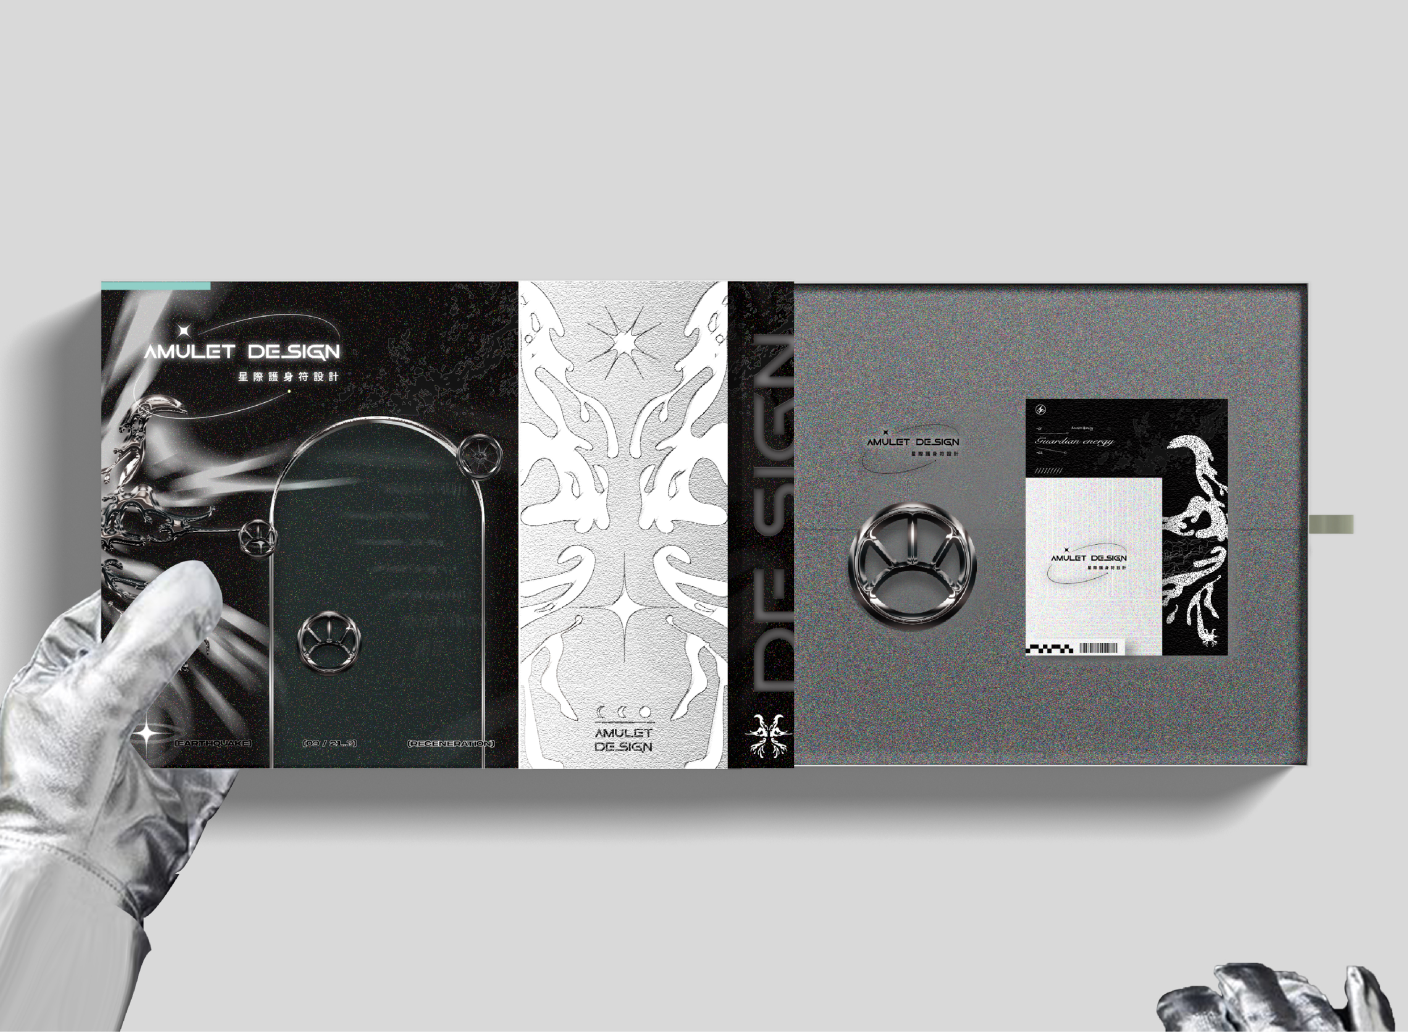 AMULET DESIGN
星際護身符設計
[EARTHQUAKE]
[REGENERATION]
AMULET
DESIGN
DESIGN
AMULET DESIGN
星際護身符設計
Guardian energy
AMULET DESIGN
星際護身符設計